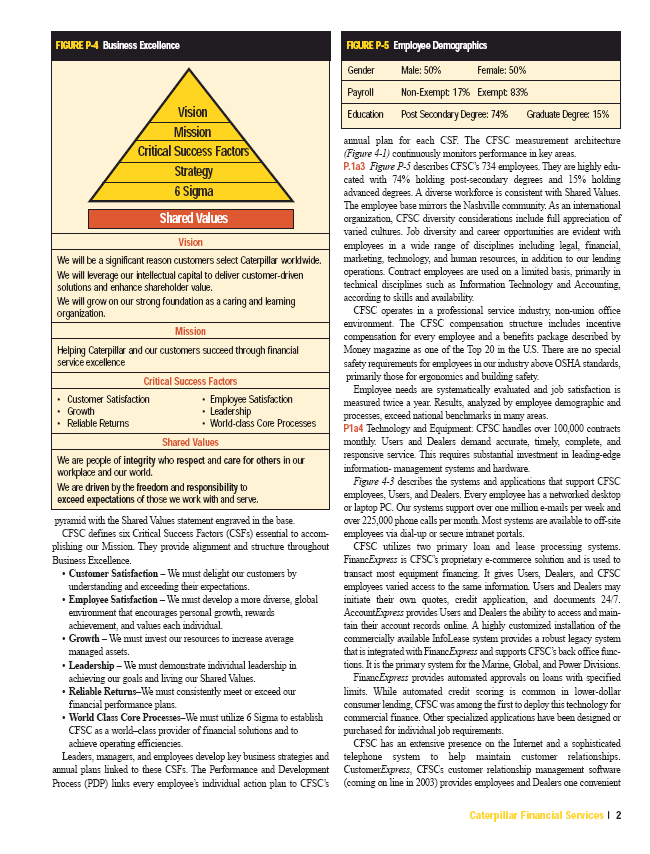 FIGURE P-4 Business Excellence
Vision
Mission
Critical Success Factors
Strategy
6 Sigma
Shared Values
Vision
We will be a significant reason customers select Caterpillar worldwide.
We will leverage our intellectual capital to deliver customer-driven
solutions and enhance shareholder value.
We will grow on our strong foundation as a caring and learning
organization.
Mission
Helping Caterpillar and our customers succeed through financial
service excellence
Critical Success Factors
• Customer Satisfaction
• Growth
• Reliable Returns
• Employee Satisfaction
• Leadership
• World-class Core Processes
Shared Values
We are people of integrity who respect and care for others in our
workplace and our world.
We are driven by the freedom and responsibility to
exceed expectations of those we work with and serve.
pyramid with the Shared Values statement engraved in the base.
CFSC defines six Critical Success Factors (CSFs) essential to accom-
plishing our Mission. They provide alignment and structure throughout
Business Excellence.
• Customer Satisfaction – We must delight our customers by
understanding and exceeding their expectations.
• Employee Satisfaction – We must develop a more diverse, global
environment that encourages personal growth, rewards
achievement, and values each individual.
• Growth – We must invest our resources to increase average
managed assets.
• Leadership – We must demonstrate individual leadership in
achieving our goals and living our Shared Values.
• Reliable Returns–We must consistently meet or exceed our
financial performance plans.
• World Class Core Processes–We must utilize 6 Sigma to establish
CFSC as a world–class provider of financial solutions and to
achieve operating efficiencies.
Leaders, managers, and employees develop key business strategies and
annual plans linked to these CSFs. The Performance and Development
Process (PDP) links every employee's individual action plan to CFSC's
FIGURE P-5 Employee Demographics
Gender Male: 50% Female: 50%
Payroll Non-Exempt: 17% Exempt: 83%
Education Post Secondary Degree: 74% Graduate Degree: 15%
annual plan for each CSF. The CFSC measurement architecture
(Figure 4-1) continuously monitors performance in key areas.
P.1a3 Figure P-5 describes CFSC's 734 employees. They are highly edu-
cated with 74% holding post-secondary degrees and 15% holding
advanced degrees. A diverse workforce is consistent with Shared Values.
The employee base mirrors the Nashville community. As an international
organization, CFSC diversity considerations include full appreciation of
varied cultures. Job diversity and career opportunities are evident with
employees in a wide range of disciplines including legal, financial,
marketing, technology, and human resources, in addition to our lending
operations. Contract employees are used on a limited basis, primarily in
technical disciplines such as Information Technology and Accounting,
according to skills and availability.
CFSC operates in a professional service industry, non-union office
environment. The CFSC compensation structure includes incentive
compensation for every employee and a benefits package described by
Money magazine as one of the Top 20 in the U.S. There are no special
safety requirements for employees in our industry above OSHA standards,
primarily those for ergonomics and building safety.
Employee needs are systematically evaluated and job satisfaction is
measured twice a year. Results, analyzed by employee demographic and
processes, exceed national benchmarks in many areas.
P1a4 Technology and Equipment: CFSC handles over 100,000 contracts
monthly. Users and Dealers demand accurate, timely, complete, and
responsive service. This requires substantial investment in leading-edge
information- management systems and hardware.
Figure 4-3 describes the systems and applications that support CFSC
employees, Users, and Dealers. Every employee has a networked desktop
or laptop PC. Our systems support over one million e-mails per week and
over 225,000 phone calls per month. Most systems are available to off-site
employees via dial-up or secure intranet portals.
CFSC utilizes two primary loan and lease processing systems.
FinancExpress is CFSC's proprietary e-commerce solution and is used to
transact most equipment financing. It gives Users, Dealers, and CFSC
employees varied access to the same information. Users and Dealers may
initiate their own quotes, credit application, and documents 24/7.
AccountExpress provides Users and Dealers the ability to access and main-
tain their account records online. A highly customized installation of the
commercially available InfoLease system provides a robust legacy system
that is integrated with FinancExpress and supports CFSC's back office func-
tions. It is the primary system for the Marine, Global, and Power Divisions.
FinancExpress provides automated approvals on loans with specified
limits. While automated credit scoring is common in lower-dollar
consumer lending, CFSC was among the first to deploy this technology for
commercial finance. Other specialized applications have been designed or
purchased for individual job requirements.
CFSC has an extensive presence on the Internet and a sophisticated
telephone system to help maintain customer relationships.
CustomerExpress, CFSCs customer relationship management software
(coming on line in 2003) provides employees and Dealers one convenient
Caterpillar Financial Services | 2